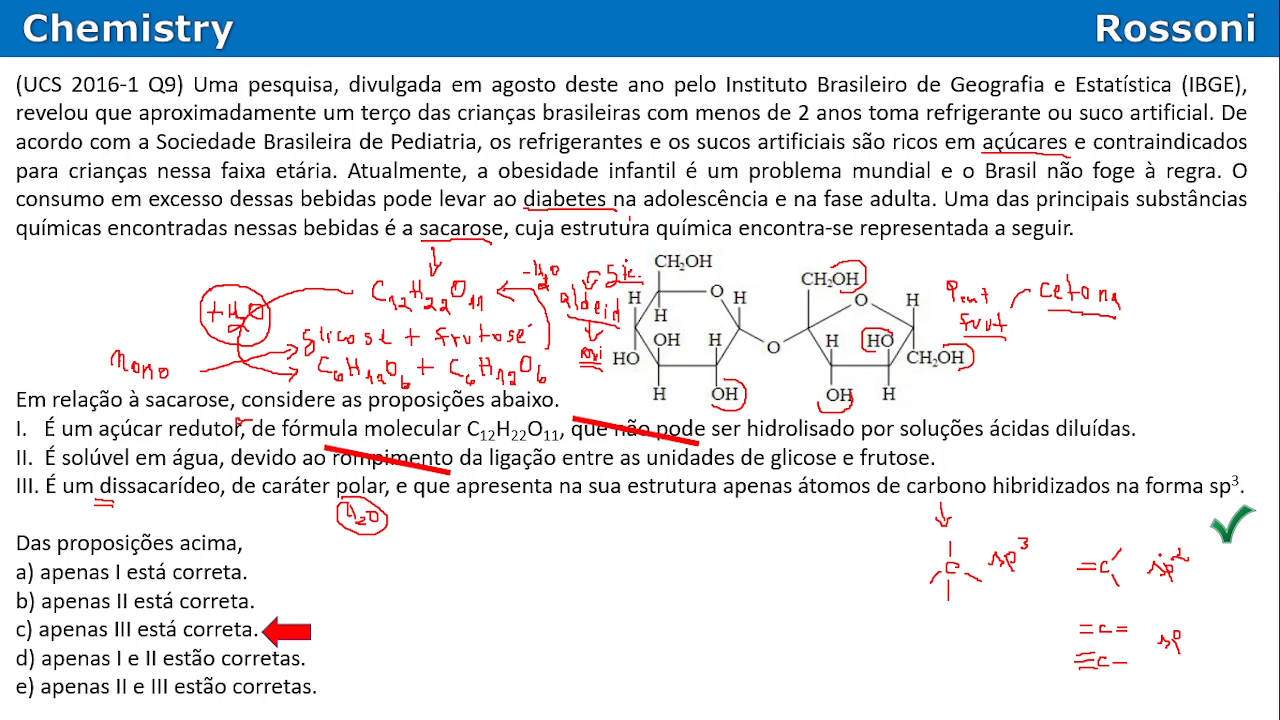 Chemistry Rossoni
(UCS 2016-1 Q9) Uma pesquisa, divulgada em agosto deste ano pelo Instituto Brasileiro de Geografia e Estatística (IBGE),
revelou que aproximadamente um terço das crianças brasileiras com menos de 2 anos toma refrigerante ou suco artificial. De
acordo com a Sociedade Brasileira de Pediatria, os refrigerantes e os sucos artificiais são ricos em açúcares e contraindicados
para crianças nessa faixa etária. Atualmente, a obesidade infantil é um problema mundial e o Brasil não foge à regra. O
consumo em excesso dessas bebidas pode levar ao diabetes na adolescência e na fase adulta. Uma das principais substâncias
químicas encontradas nessas bebidas é a sacarose, cuja estrutura química encontra-se representada a seguir.
+H₂O
C₁₂H₂₂O₁₁
-H₂O
glicose + frutose
mono
C₆H₁₂O₆ + C₆H₁₂O₆
Glic.
aldeid
CH₂OH
O
H H H
OH H
HO
H OH
O
CH₂OH
O H
H HO
CH₂OH
OH H
frut
cetona
Em relação à sacarose, considere as proposições abaixo.
I. É um açúcar redutor, de fórmula molecular C₁₂H₂₂O₁₁, que não pode ser hidrolisado por soluções ácidas diluídas.
II. É solúvel em água, devido ao rompimento da ligação entre as unidades de glicose e frutose.
III. É um dissacarídeo, de caráter polar, e que apresenta na sua estrutura apenas átomos de carbono hibridizados na forma sp³.
H₂O
Das proposições acima,
a) apenas I está correta.
b) apenas II está correta.
c) apenas III está correta.
d) apenas I e II estão corretas.
e) apenas II e III estão corretas.
C sp³
=C sp²
=C=
≡C– sp